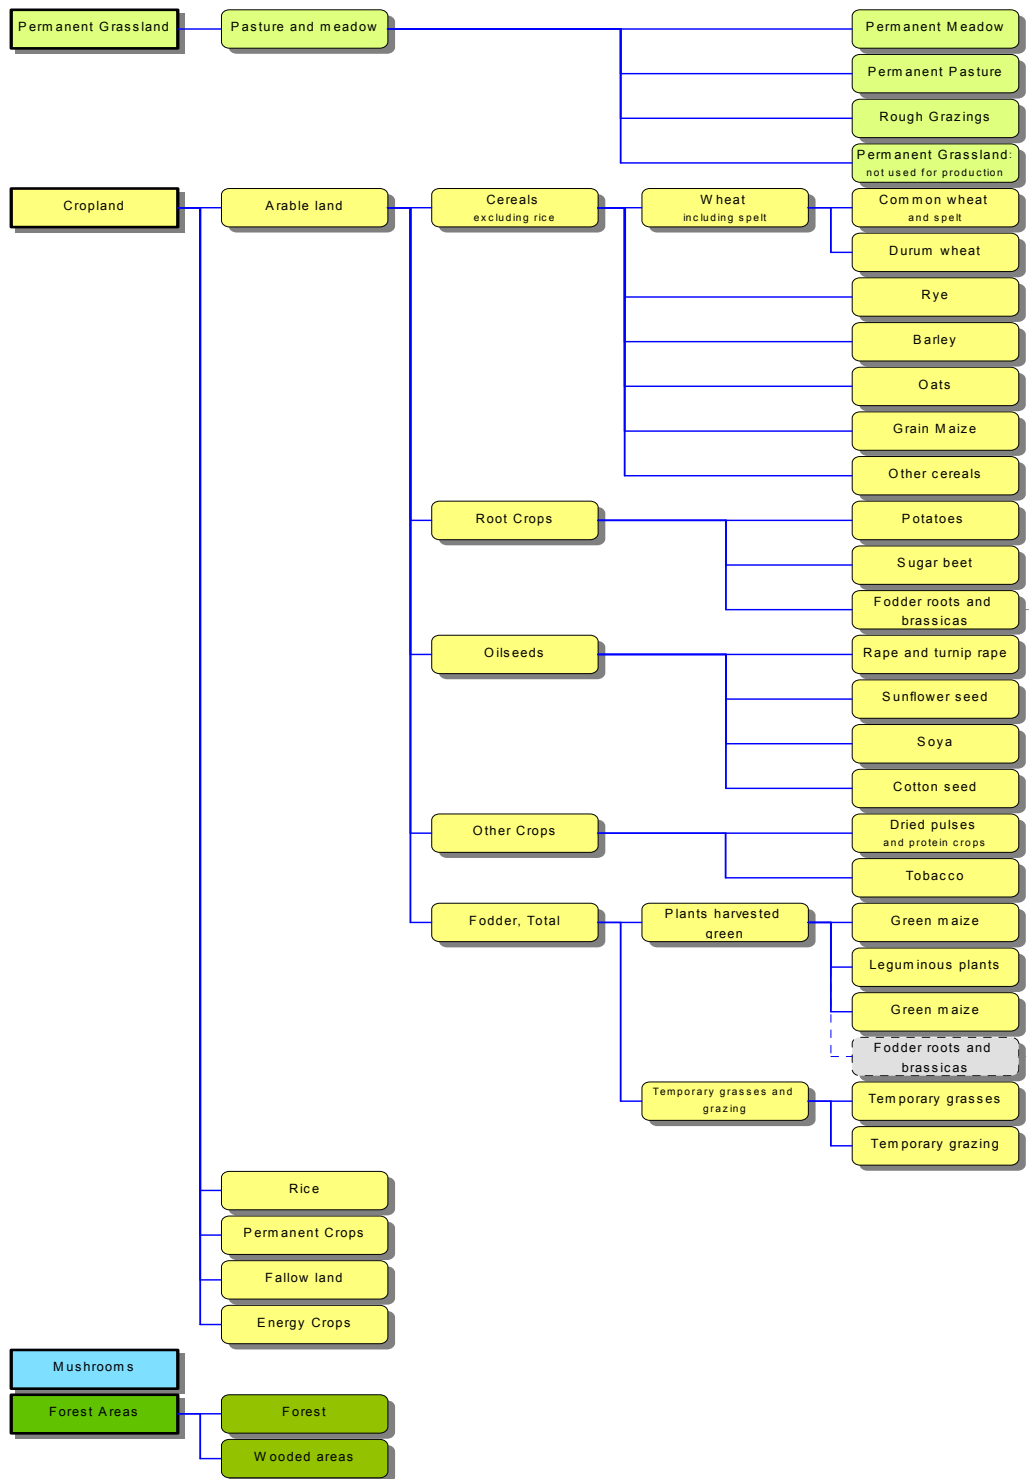 Permanent Grassland
Pasture and meadow
Permanent Meadow
Permanent Pasture
Rough Grazings
Permanent Grassland:
not used for production
Cropland
Arable land
Cereals
excluding rice
Wheat
including spelt
Common wheat
and spelt
Durum wheat
Rye
Barley
Oats
Grain Maize
Other cereals
Root Crops
Potatoes
Sugar beet
Fodder roots and
brassicas
Oilseeds
Rape and turnip rape
Sunflower seed
Soya
Cotton seed
Other Crops
Dried pulses
and protein crops
Tobacco
Fodder, Total
Plants harvested
green
Green maize
Leguminous plants
Green maize
Fodder roots and
brassicas
Temporary grasses and
grazing
Temporary grasses
Temporary grazing
Rice
Permanent Crops
Fallow land
Energy Crops
Mushrooms
Forest Areas
Forest
Wooded areas